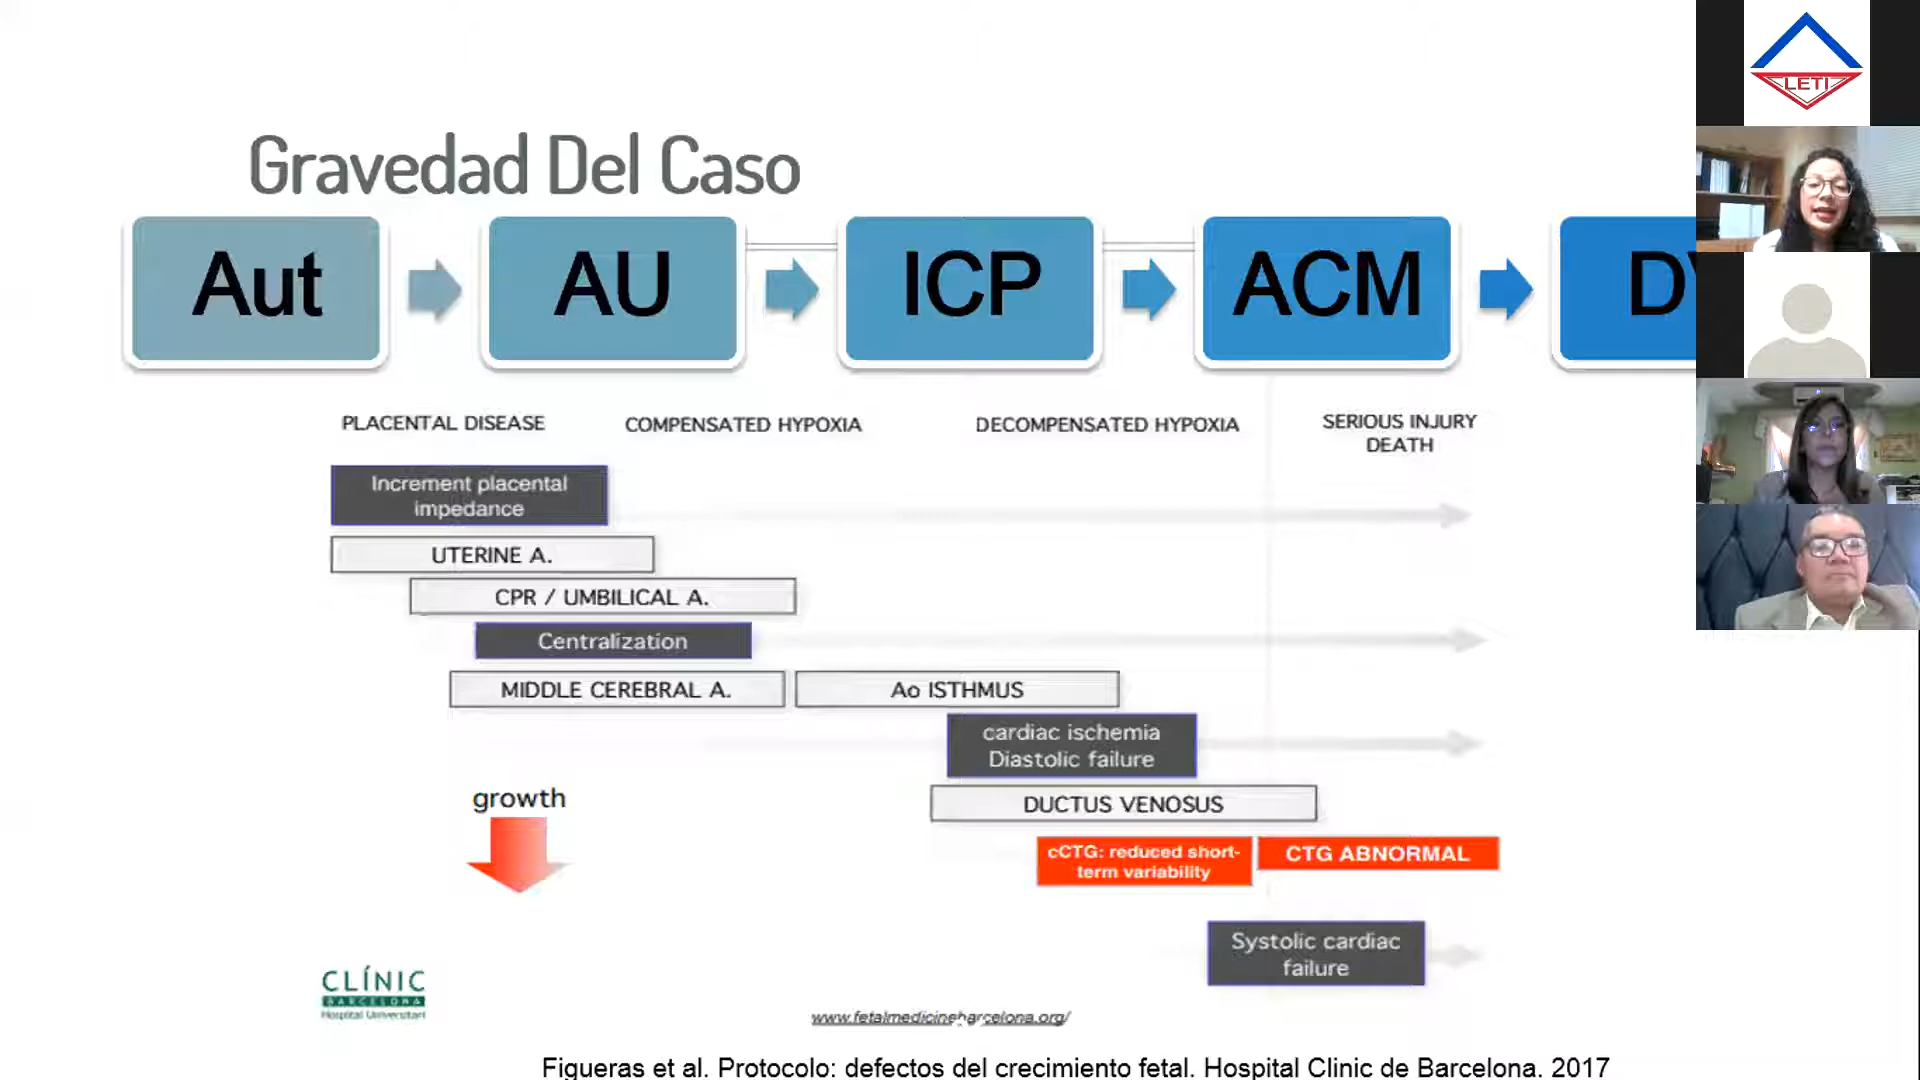 LETI
Gravedad Del Caso
Aut
AU
ICP
ACM
PLACENTAL DISEASE
COMPENSATED HYPOXIA
DECOMPENSATED HYPOXIA
SERIOUS INJURY
DEATH
Increment placental
impedance
UTERINE A.
CPR / UMBILICAL A.
Centralization
MIDDLE CEREBRAL A.
Ao ISTHMUS
cardiac ischemia
Diastolic failure
growth
DUCTUS VENOSUS
cCTG: reduced short-
term variability
CTG ABNORMAL
Systolic cardiac
failure
CLÍNIC
BARCELONA
Hospital Universitari
www.fetalmedicinebarcelona.org/
Figueras et al. Protocolo: defectos del crecimiento fetal. Hospital Clinic de Barcelona. 2017